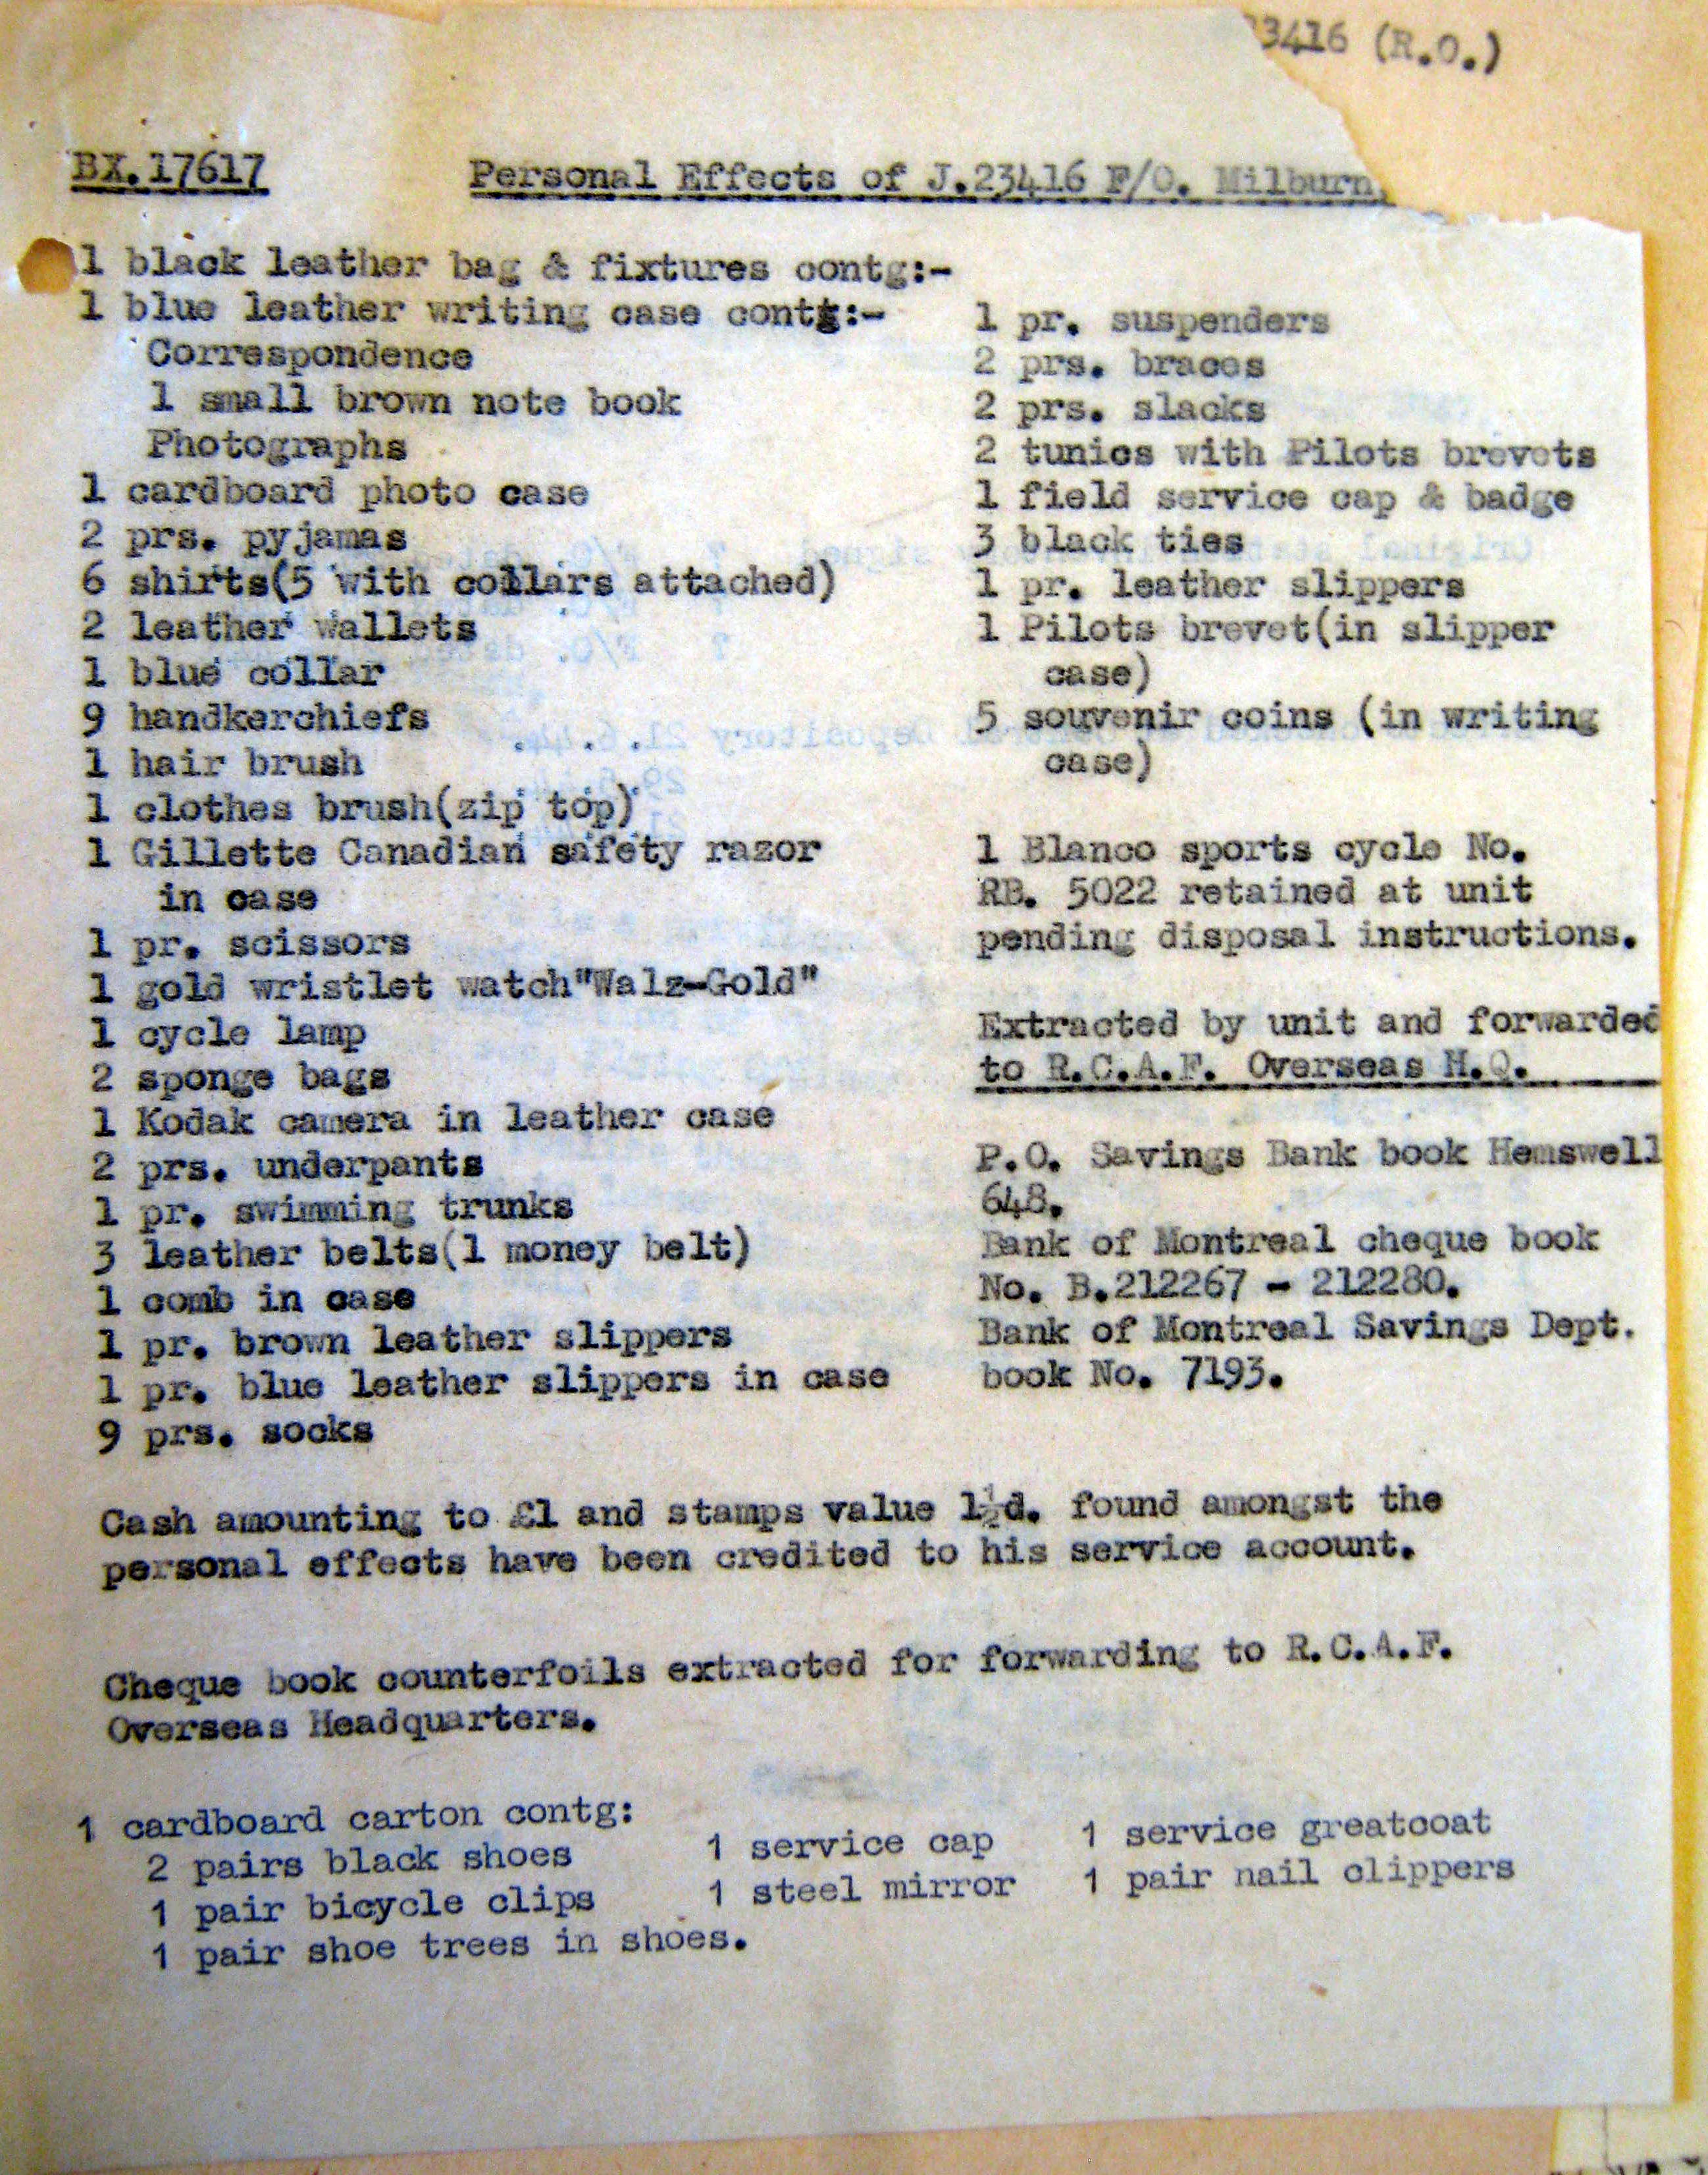 3416 (R.O.)
BX.17617 Personal Effects of J.23416 F/O. Milburn,
1 black leather bag & fixtures contg:-
1 blue leather writing case contg:-
Correspondence
1 small brown note book
Photographs
1 cardboard photo case
2 prs. pyjamas
6 shirts(5 with collars attached)
2 leather wallets
1 blue collar
9 handkerchiefs
1 hair brush
1 clothes brush(zip top)
1 Gillette Canadian safety razor
in case
1 pr. scissors
1 gold wristlet watch"Walz-Gold"
1 cycle lamp
2 sponge bags
1 Kodak camera in leather case
2 prs. underpants
1 pr. swimming trunks
3 leather belts(1 money belt)
1 comb in case
1 pr. brown leather slippers
1 pr. blue leather slippers in case
9 prs. socks
1 pr. suspenders
2 prs. braces
2 prs. slacks
2 tunics with Pilots brevets
1 field service cap & badge
3 black ties
1 pr. leather slippers
1 Pilots brevet(in slipper
case)
5 souvenir coins (in writing
case)
1 Blanco sports cycle No.
RB. 5022 retained at unit
pending disposal instructions.
Extracted by unit and forwarded
to R.C.A.F. Overseas H.Q.
P.O. Savings Bank book Hemswell
648.
Bank of Montreal cheque book
No. B.212267 - 212280.
Bank of Montreal Savings Dept.
book No. 7193.
Cash amounting to £1 and stamps value 1½d. found amongst the
personal effects have been credited to his service account.
Cheque book counterfoils extracted for forwarding to R.C.A.F.
Overseas Headquarters.
1 cardboard carton contg:
2 pairs black shoes 1 service cap 1 service greatcoat
1 pair bicycle clips 1 steel mirror 1 pair nail clippers
1 pair shoe trees in shoes.